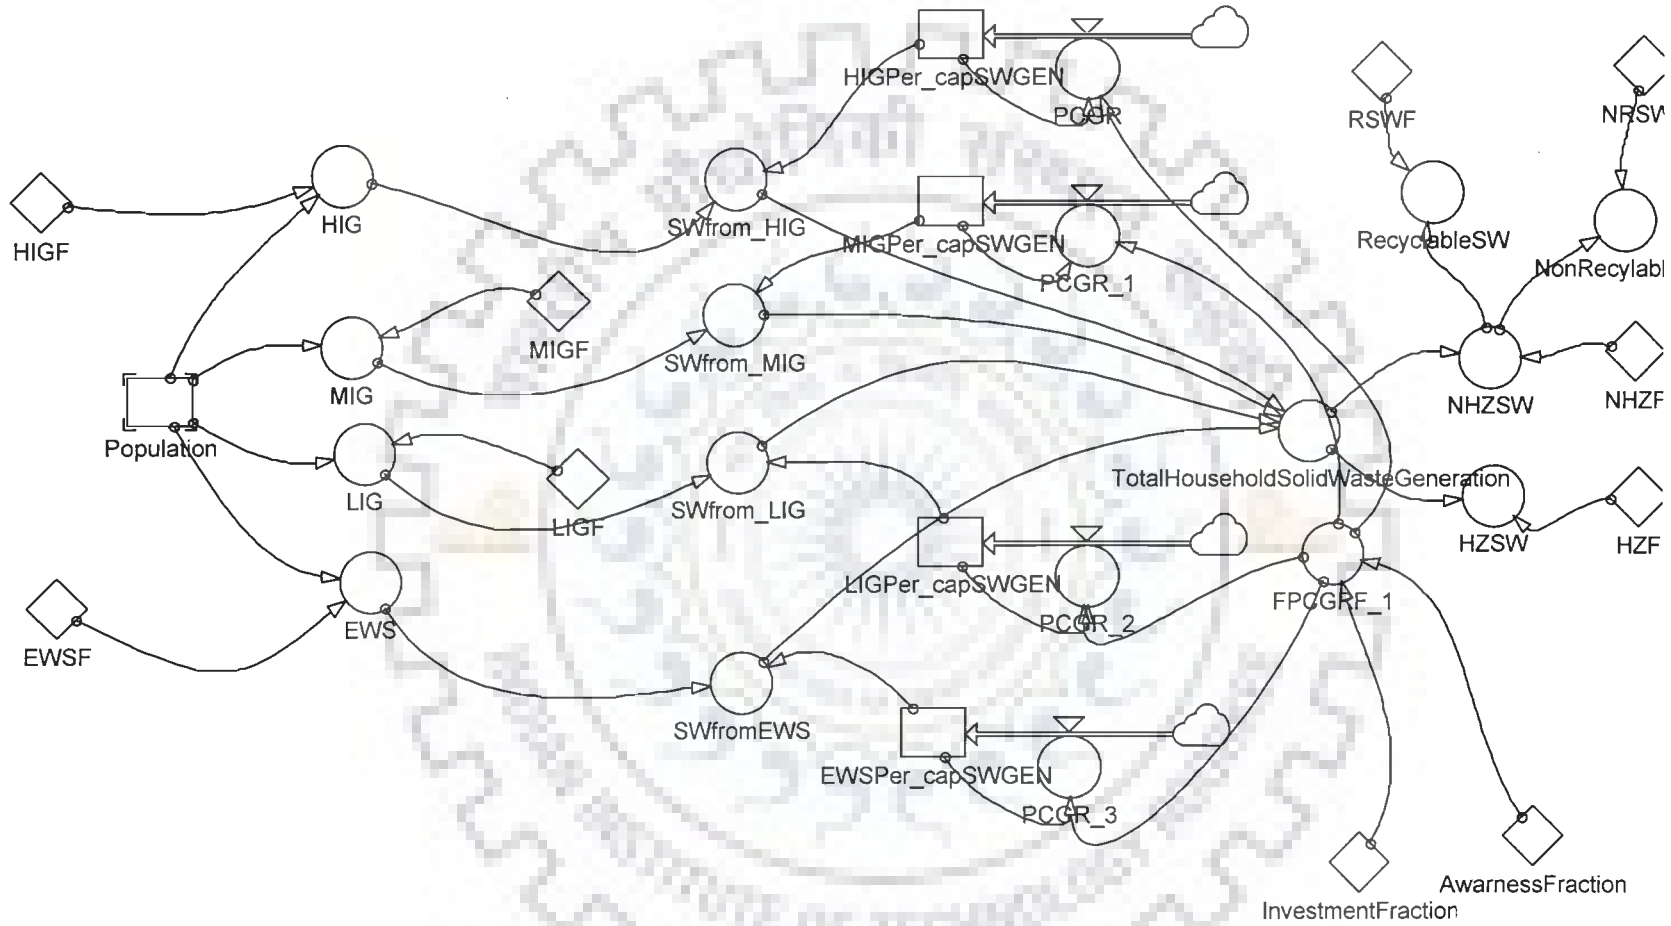 HIGPer_capSWGEN
PCGR
RSWF
NRSW
HIGF
HIG
SWfrom_HIG
MIGPer_capSWGEN
PCGR_1
RecyclableSW
NonRecylabl
MIGF
MIG
SWfrom_MIG
NHZSW
NHZF
Population
LIG
LIGF
SWfrom_LIG
TotalHouseholdSolidWasteGeneration
HZSW
HZF
LIGPer_capSWGEN
PCGR_2
FPCGRF_1
EWSF
EWS
SWfromEWS
EWSPer_capSWGEN
PCGR_3
AwarnessFraction
InvestmentFraction